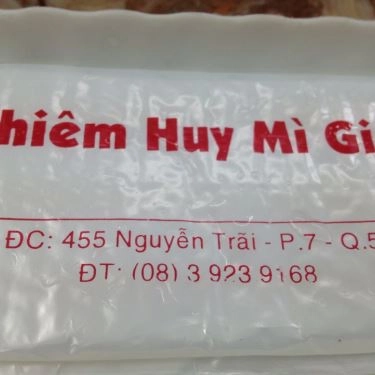 hiêm Huy Mì Gi
ĐC: 455 Nguyễn Trãi - P.7 - Q.5
ĐT: (08) 3 923 9168